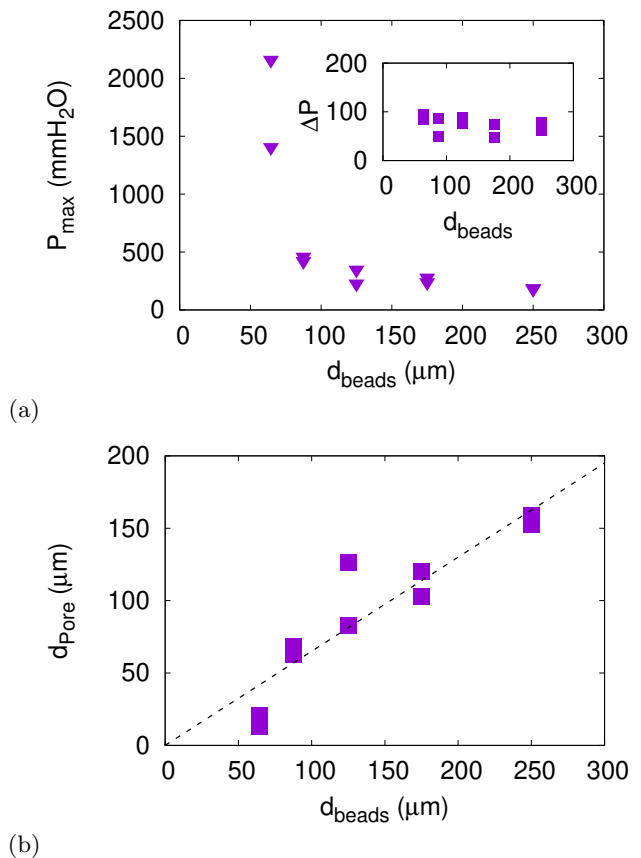 2500
2000
1500
1000
500
0
P_max (mmH₂O)
0 50 100 150 200 250 300
d_beads (μm)
200
100
0
ΔP
0 100 200 300
d_beads
(a)
200
150
100
50
0
d_Pore (μm)
0 50 100 150 200 250 300
d_beads (μm)
(b)